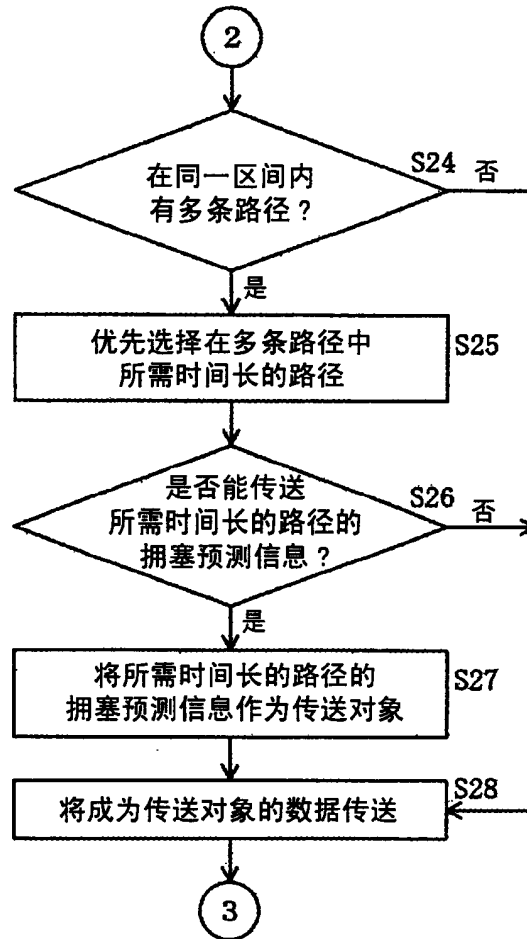 2
S24
否
在同一区间内
有多条路径？
是
优先选择在多条路径中
所需时间长的路径
S25
是否能传送
所需时间长的路径的
拥塞预测信息？
S26
否
是
将所需时间长的路径的
拥塞预测信息作为传送对象
S27
S28
将成为传送对象的数据传送
3